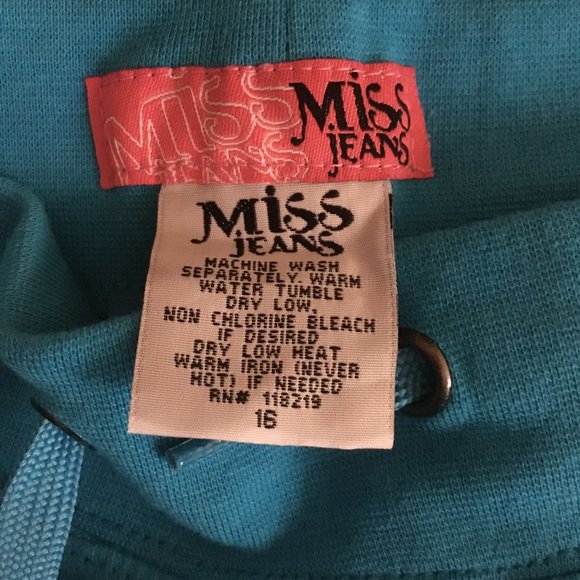 Miss
Miss
JEANS
JEANS
Miss
JEANS
MACHINE WASH
SEPARATELY. WARM
WATER TUMBLE
DRY LOW.
NON CHLORINE BLEACH
IF DESIRED
DRY LOW HEAT
WARM IRON (NEVER
HOT) IF NEEDED
RN# 118219
16